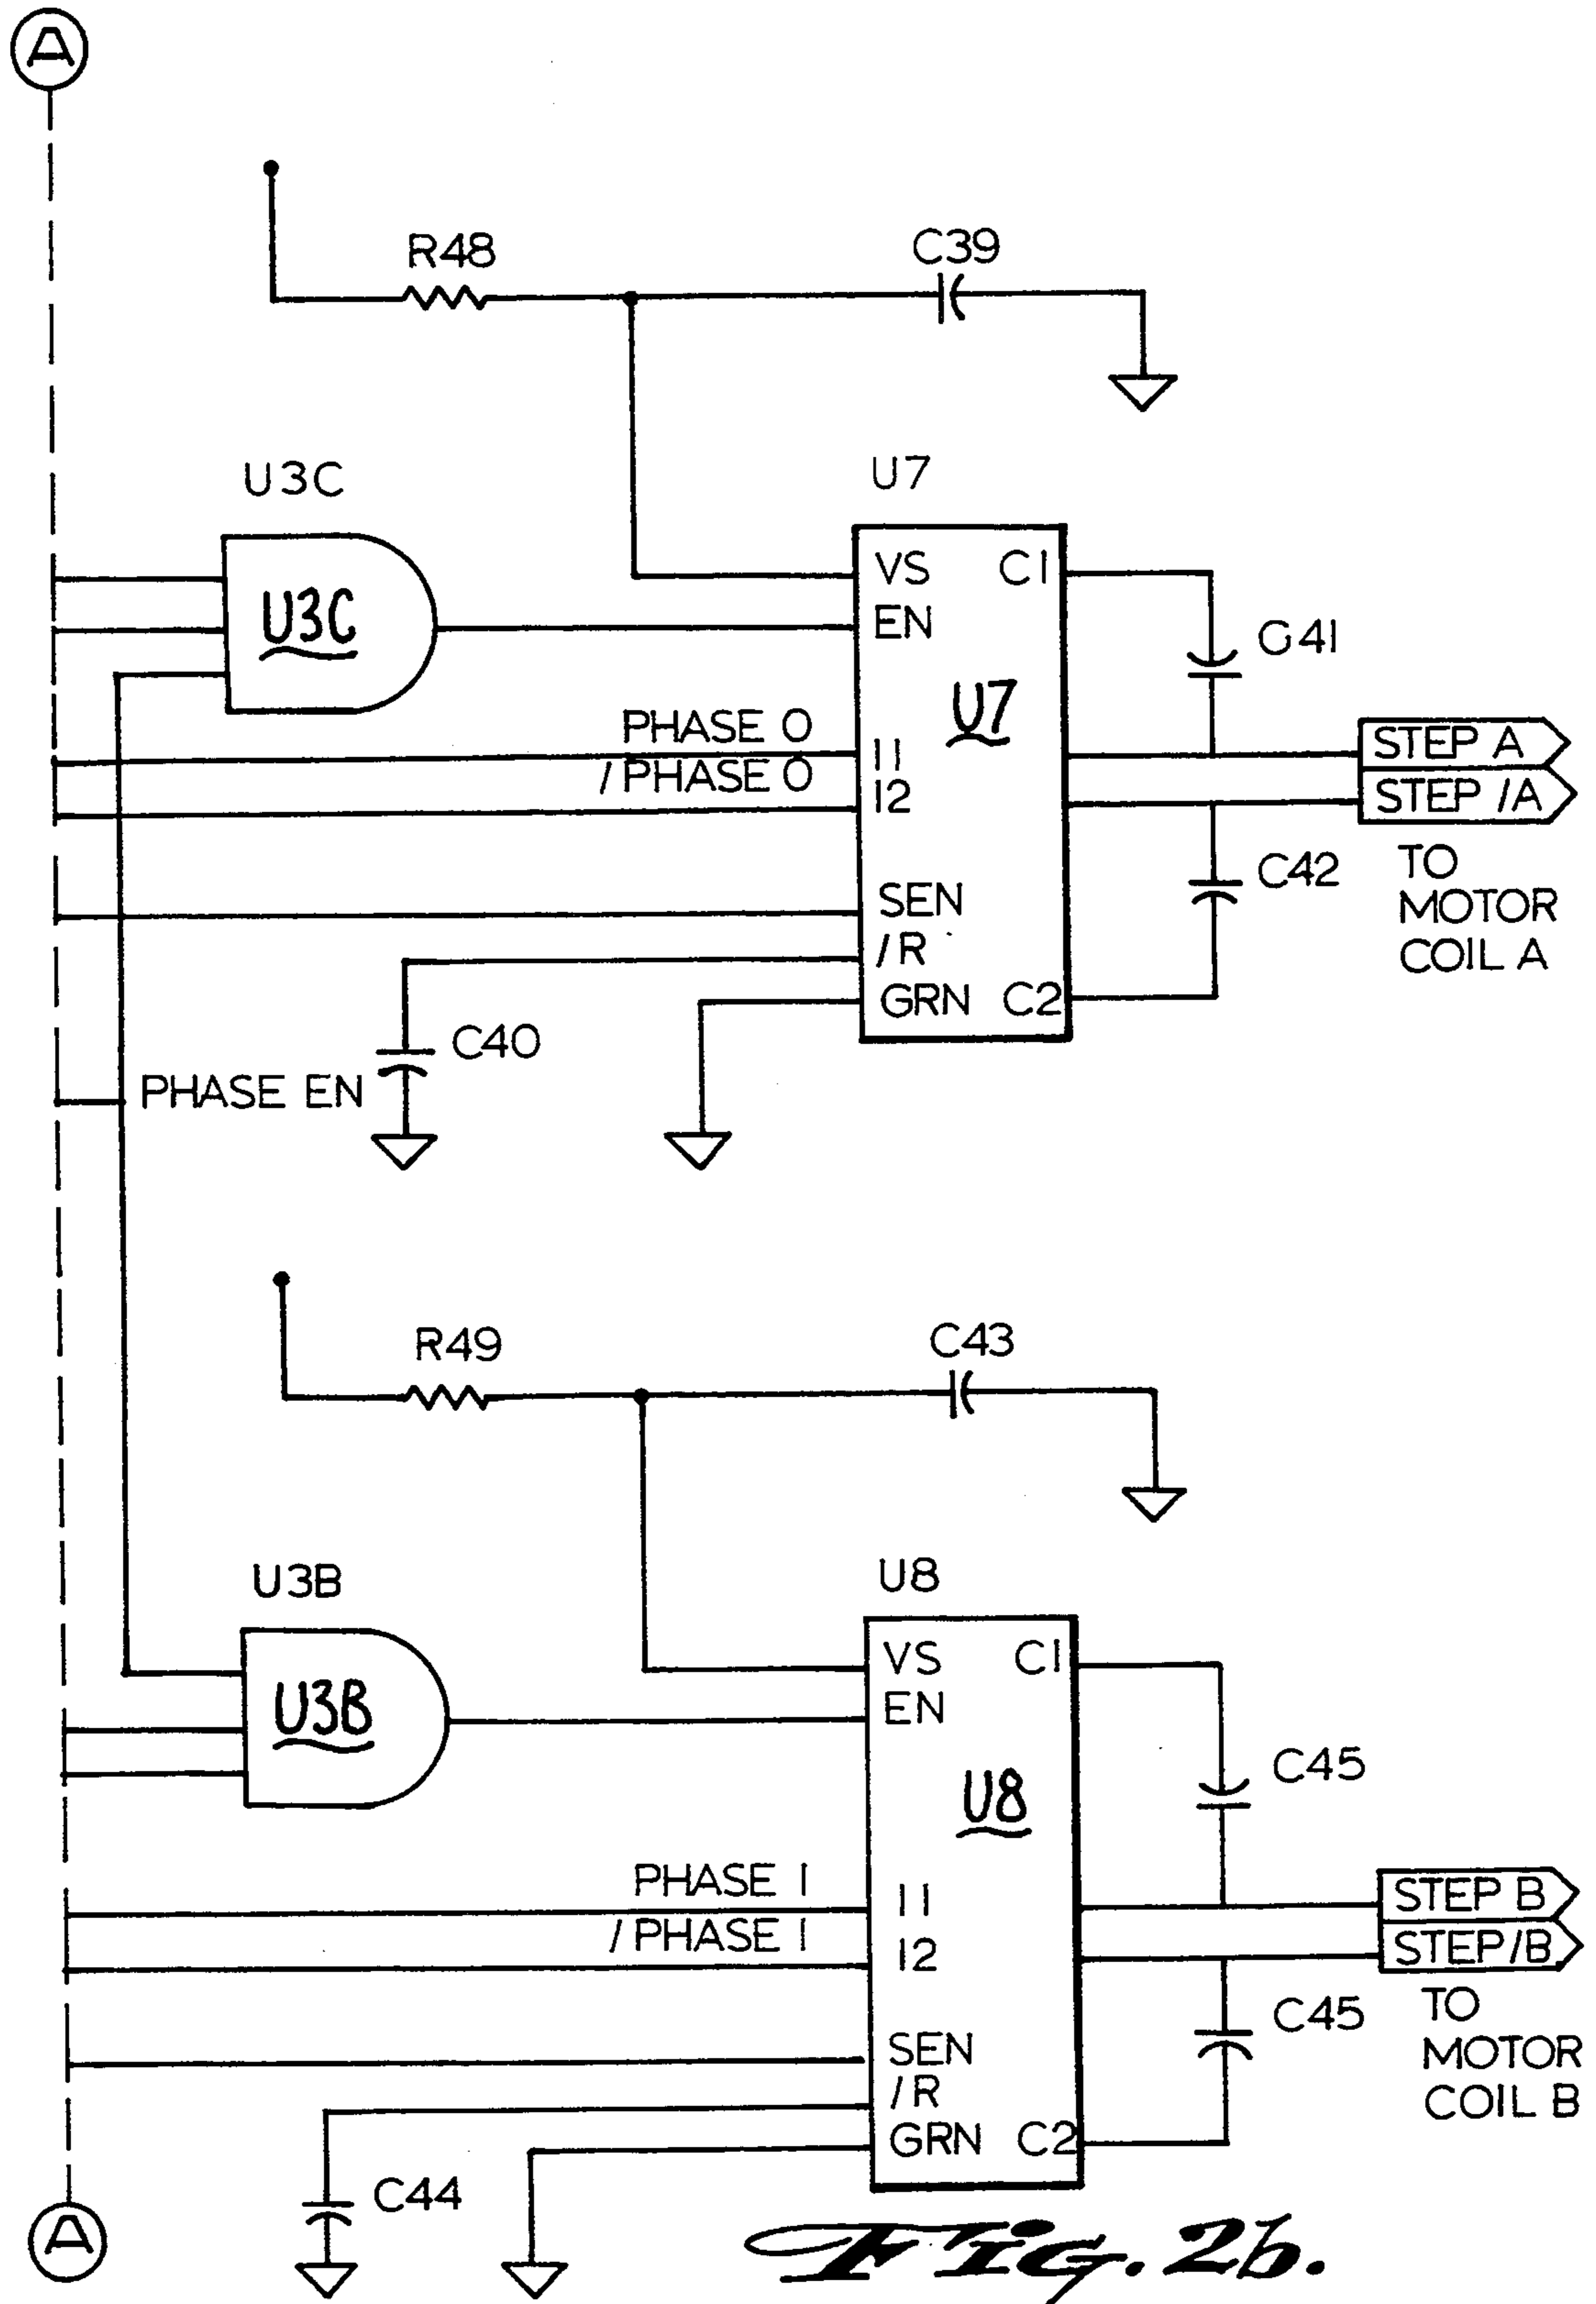 A
R48
C39
U3C
U7
U3C
VS
C1
EN
G41
U7
PHASE 0
I1
STEP A
/PHASE 0
I2
STEP /A
C42
TO
MOTOR
COIL A
SEN
/R
GRN
C2
C40
PHASE EN
R49
C43
U3B
U8
U3B
VS
C1
EN
C45
U8
PHASE 1
I1
STEP B
/PHASE 1
I2
STEP/B
C45
TO
MOTOR
COIL B
SEN
/R
GRN
C2
C44
A
Fig. 2b.